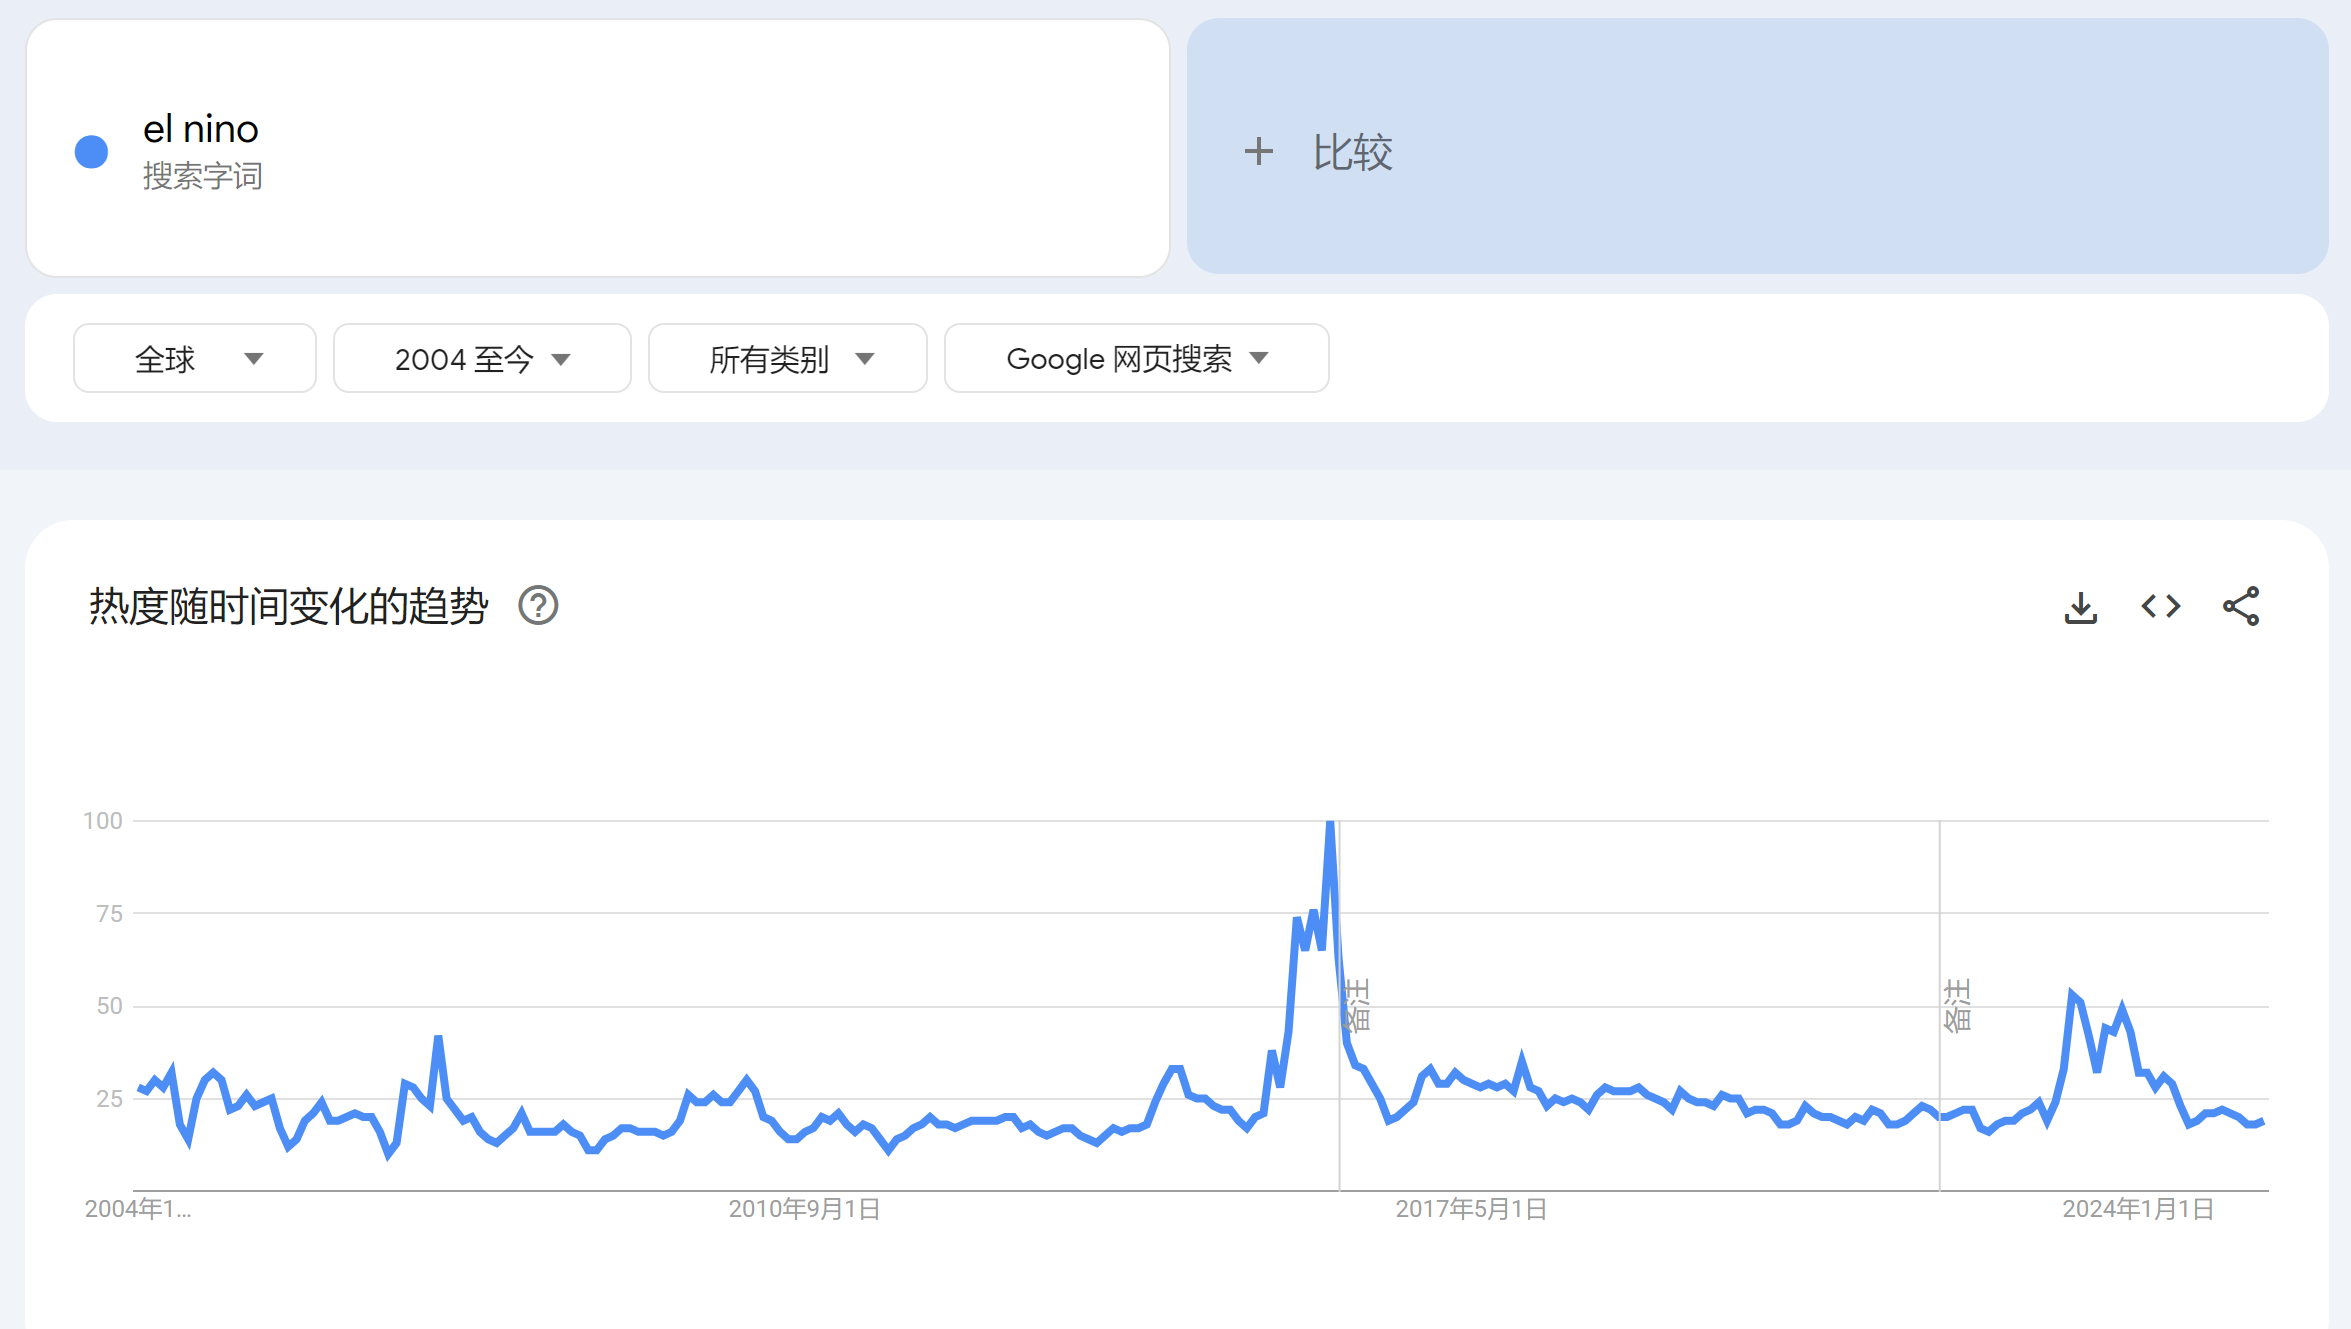 el nino
搜索字词
比较
全球
2004 至今
所有类别
Google 网页搜索
热度随时间变化的趋势
100
75
50
25
备注
备注
2004年1...
2010年9月1日
2017年5月1日
2024年1月1日